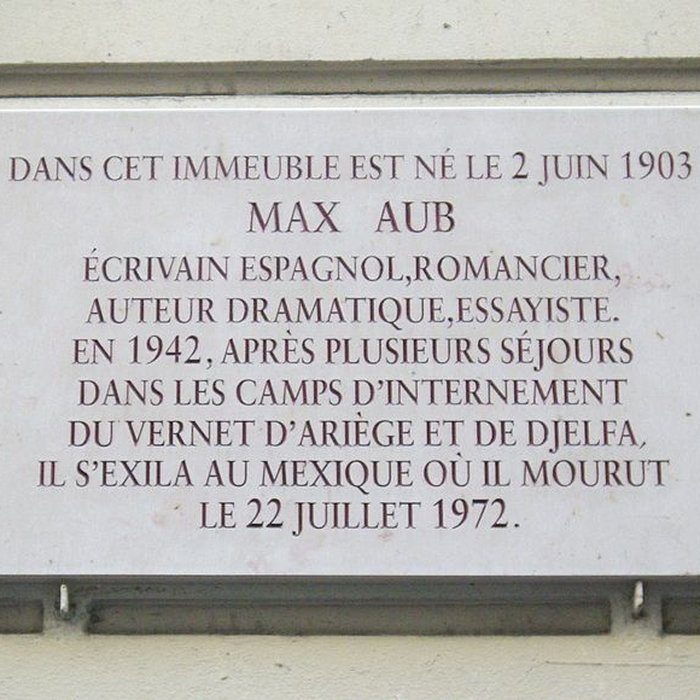 DANS CET IMMEUBLE EST NÉ LE 2 JUIN 1903
MAX AUB
ÉCRIVAIN ESPAGNOL,ROMANCIER,
AUTEUR DRAMATIQUE,ESSAYISTE.
EN 1942, APRÈS PLUSIEURS SÉJOURS
DANS LES CAMPS D'INTERNEMENT
DU VERNET D'ARIÈGE ET DE DJELFA,
IL S'EXILA AU MEXIQUE OÙ IL MOURUT
LE 22 JUILLET 1972.